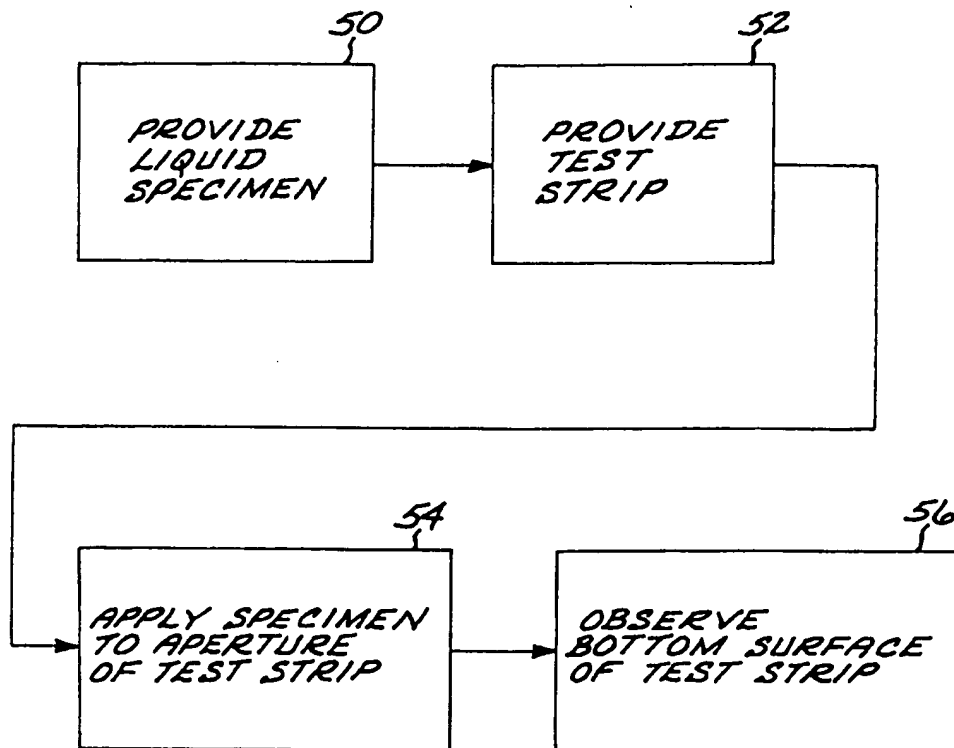 50
PROVIDE
LIQUID
SPECIMEN
52
PROVIDE
TEST
STRIP
54
APPLY SPECIMEN
TO APERTURE
OF TEST STRIP
56
OBSERVE
BOTTOM SURFACE
OF TEST STRIP